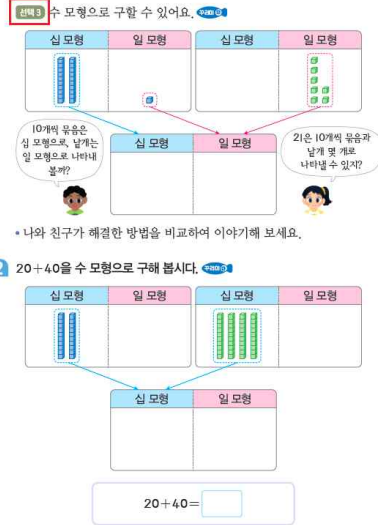 선택 3 수 모형으로 구할 수 있어요.
십 모형 일 모형 십 모형 일 모형
10개씩 묶음은
십 모형으로, 낱개는
일 모형으로 나타내
볼까?
십 모형 일 모형
21은 10개씩 묶음과
낱개 몇 개로
나타낼 수 있지?
• 나와 친구가 해결한 방법을 비교하여 이야기해 보세요.
2 20+40을 수 모형으로 구해 봅시다.
십 모형 일 모형 십 모형 일 모형
십 모형 일 모형
20+40=